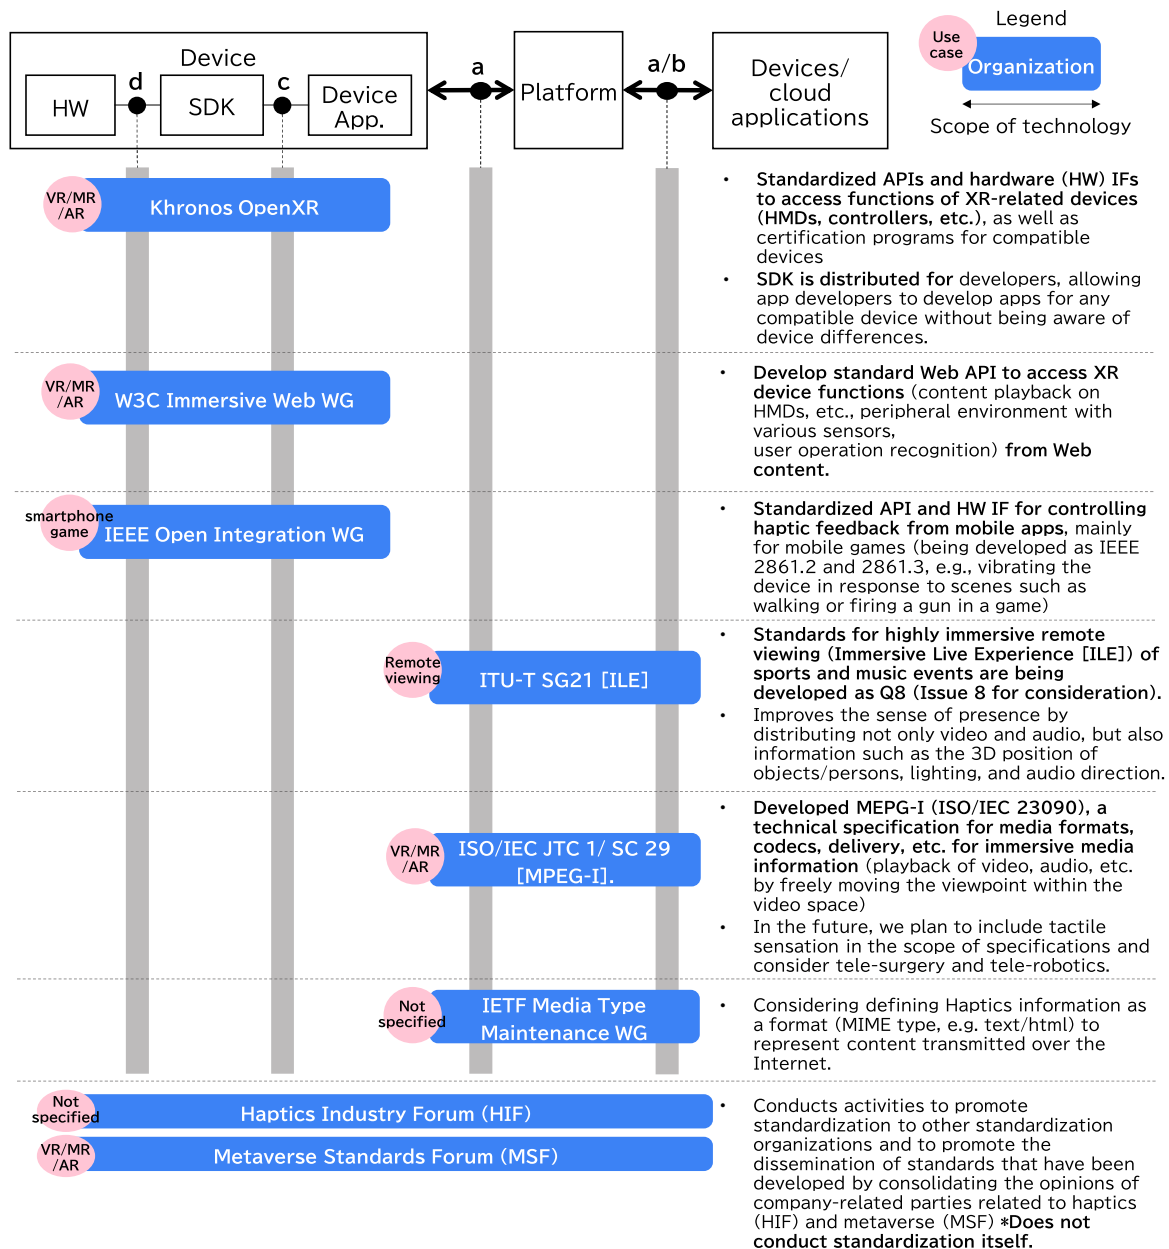 Legend
Use
case
Organization
Scope of technology
Device
HW
d
SDK
c
Device
App.
a
Platform
a/b
Devices/
cloud
applications
VR/MR
/AR
Khronos OpenXR
• Standardized APIs and hardware (HW) IFs
to access functions of XR-related devices
(HMDs, controllers, etc.), as well as
certification programs for compatible
devices
• SDK is distributed for developers, allowing
app developers to develop apps for any
compatible device without being aware of
device differences.
VR/MR
/AR
W3C Immersive Web WG
• Develop standard Web API to access XR
device functions (content playback on
HMDs, etc., peripheral environment with
various sensors,
user operation recognition) from Web
content.
smartphone
game
IEEE Open Integration WG
• Standardized API and HW IF for controlling
haptic feedback from mobile apps, mainly
for mobile games (being developed as IEEE
2861.2 and 2861.3, e.g., vibrating the
device in response to scenes such as
walking or firing a gun in a game)
Remote
viewing
ITU-T SG21 [ILE]
• Standards for highly immersive remote
viewing (Immersive Live Experience [ILE]) of
sports and music events are being
developed as Q8 (Issue 8 for consideration).
• Improves the sense of presence by
distributing not only video and audio, but also
information such as the 3D position of
objects/persons, lighting, and audio direction.
VR/MR
/AR
ISO/IEC JTC 1/ SC 29
[MPEG-I].
• Developed MEPG-I (ISO/IEC 23090), a
technical specification for media formats,
codecs, delivery, etc. for immersive media
information (playback of video, audio, etc.
by freely moving the viewpoint within the
video space)
• In the future, we plan to include tactile
sensation in the scope of specifications and
consider tele-surgery and tele-robotics.
Not
specified
IETF Media Type
Maintenance WG
• Considering defining Haptics information as
a format (MIME type, e.g. text/html) to
represent content transmitted over the
Internet.
Not
specified
Haptics Industry Forum (HIF)
VR/MR
/AR
Metaverse Standards Forum (MSF)
• Conducts activities to promote
standardization to other standardization
organizations and to promote the
dissemination of standards that have been
developed by consolidating the opinions of
company-related parties related to haptics
(HIF) and metaverse (MSF) *Does not
conduct standardization itself.